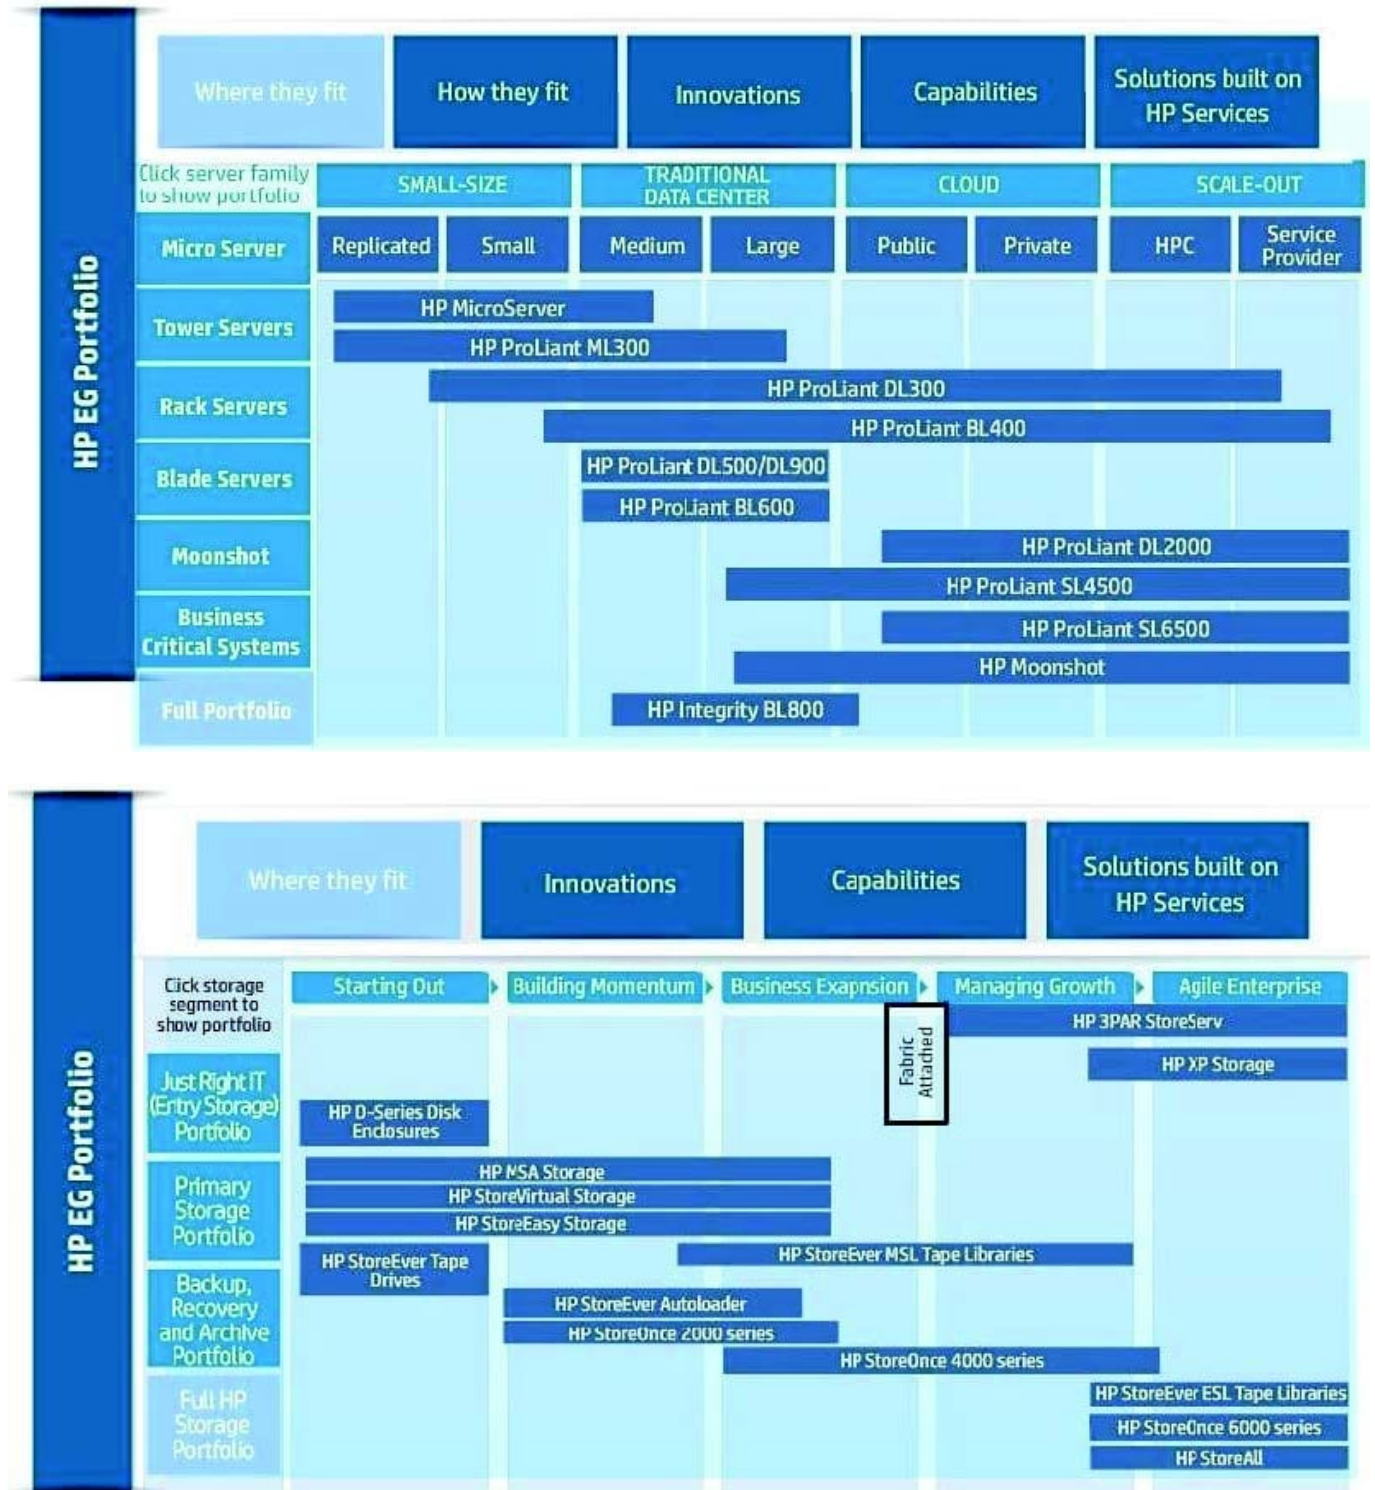 HP EG Portfolio
Where they fit
How they fit
Innovations
Capabilities
Solutions built on
HP Services
Click server family
to show portfolio
SMALL-SIZE
TRADITIONAL
DATA CENTER
CLOUD
SCALE-OUT
Micro Server
Replicated
Small
Medium
Large
Public
Private
HPC
Service
Provider
Tower Servers
HP MicroServer
HP ProLiant ML300
Rack Servers
HP ProLiant DL300
HP ProLiant BL400
Blade Servers
HP ProLiant DL500/DL900
HP ProLiant BL600
Moonshot
HP ProLiant DL2000
HP ProLiant SL4500
Business
Critical Systems
HP ProLiant SL6500
HP Moonshot
Full Portfolio
HP Integrity BL800
HP EG Portfolio
Where they fit
Innovations
Capabilities
Solutions built on
HP Services
Click storage
segment to
show portfolio
Starting Out
Building Momentum
Business Exapnsion
Managing Growth
Agile Enterprise
Fabric
Attached
HP 3PAR StoreServ
HP XP Storage
Just Right IT
(Entry Storage)
Portfolio
HP D-Series Disk
Enclosures
Primary
Storage
Portfolio
HP MSA Storage
HP StoreVirtual Storage
HP StoreEasy Storage
HP StoreEver Tape
Drives
HP StoreEver MSL Tape Libraries
Backup,
Recovery
and Archive
Portfolio
HP StoreEver Autoloader
HP StoreOnce 2000 series
HP StoreOnce 4000 series
Full HP
Storage
Portfolio
HP StoreEver ESL Tape Libraries
HP StoreOnce 6000 series
HP StoreAll